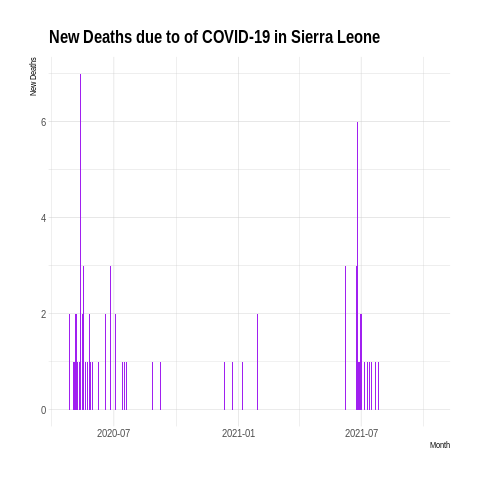 New Deaths due to of COVID-19 in Sierra Leone
New Deaths
6
4
2
0
2020-07 2021-01 2021-07
Month